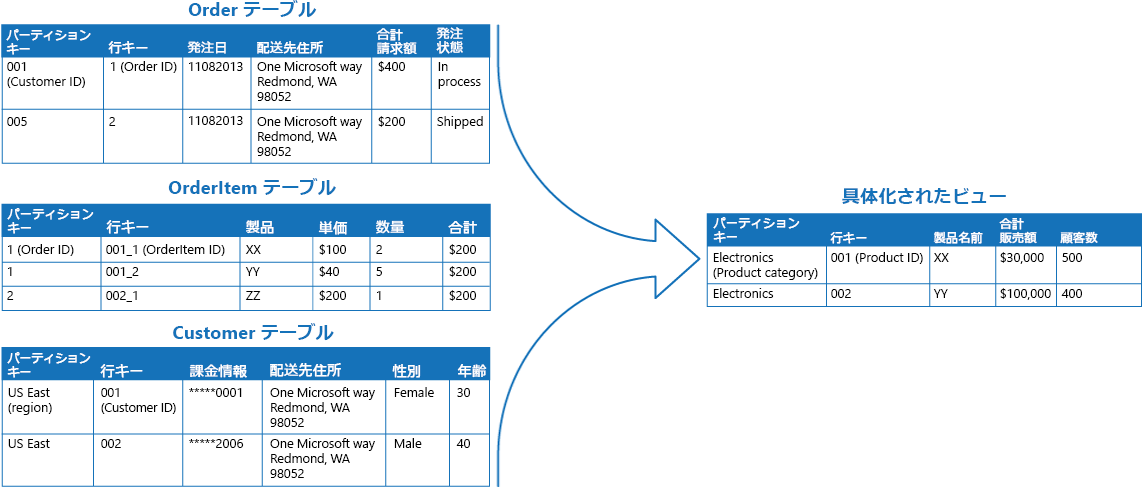 Order テーブル
パーティション
キー
行キー
発注日
配送先住所
合計
請求額
発注
状態
001
(Customer ID)
1 (Order ID)
11082013
One Microsoft way
Redmond, WA
98052
$400
In
process
005
2
11082013
One Microsoft way
Redmond, WA
98052
$200
Shipped
OrderItem テーブル
パーティション
キー
行キー
製品
単価
数量
合計
1 (Order ID)
001_1 (OrderItem ID)
XX
$100
2
$200
1
001_2
YY
$40
5
$200
2
002_1
ZZ
$200
1
$200
Customer テーブル
パーティション
キー
行キー
課金情報
配送先住所
性別
年齢
US East
(region)
001
(Customer ID)
*****0001
One Microsoft way
Redmond, WA
98052
Female
30
US East
002
*****2006
One Microsoft way
Redmond, WA
98052
Male
40
具体化されたビュー
パーティション
キー
行キー
製品名前
合計
販売額
顧客数
Electronics
(Product category)
001 (Product ID)
XX
$30,000
500
Electronics
002
YY
$100,000
400